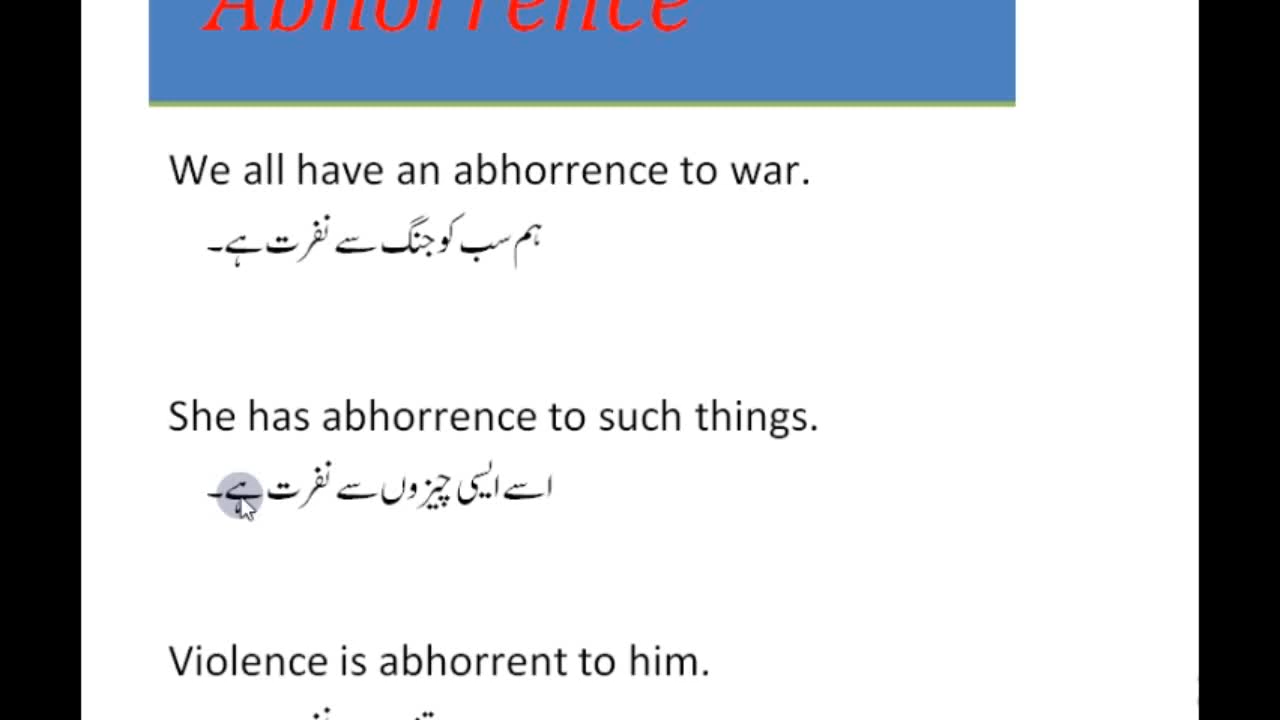 Abhorrence
We all have an abhorrence to war.
ہم سب کو جنگ سے نفرت ہے۔
She has abhorrence to such things.
اسے ایسی چیزوں سے نفرت ہے۔
Violence is abhorrent to him.